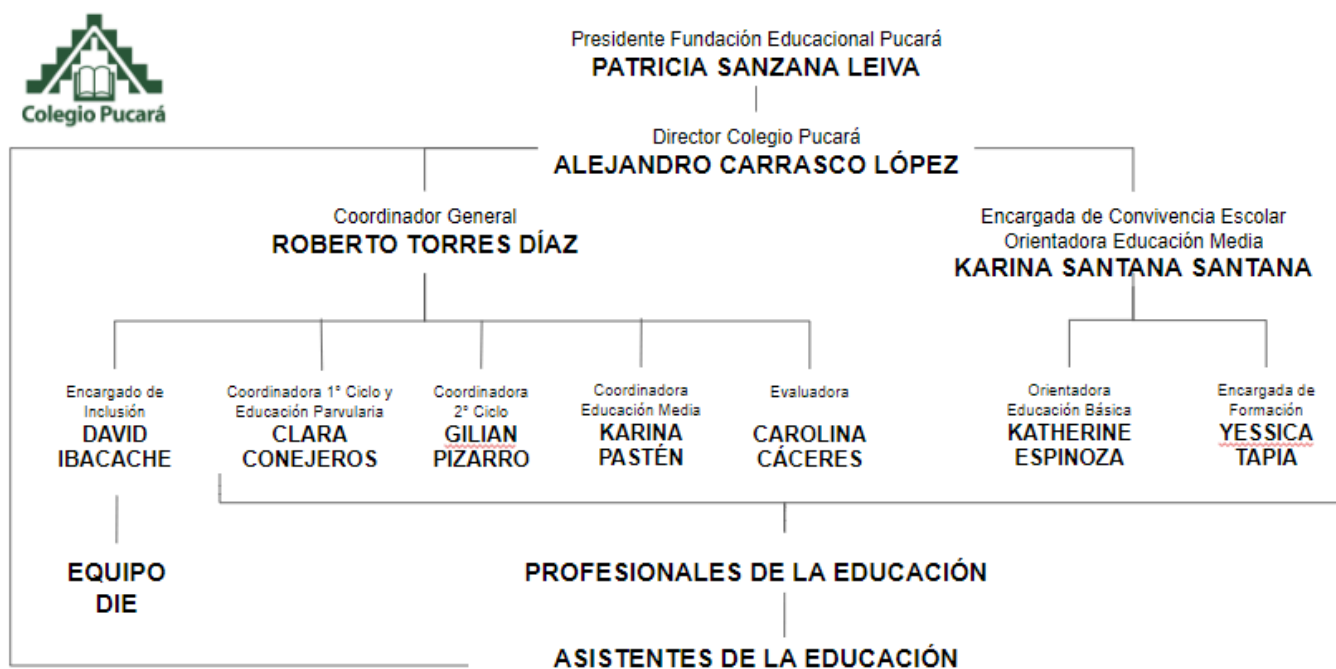 Colegio Pucará
Presidente Fundación Educacional Pucará
PATRICIA SANZANA LEIVA
Director Colegio Pucará
ALEJANDRO CARRASCO LÓPEZ
Coordinador General
ROBERTO TORRES DÍAZ
Encargada de Convivencia Escolar
Orientadora Educación Media
KARINA SANTANA SANTANA
Encargado de
Inclusión
DAVID
IBACACHE
Coordinadora 1° Ciclo y
Educación Parvularia
CLARA
CONEJEROS
Coordinadora
2° Ciclo
GILIAN
PIZARRO
Coordinadora
Educación Media
KARINA
PASTÉN
Evaluadora
CAROLINA
CÁCERES
Orientadora
Educación Básica
KATHERINE
ESPINOZA
Encargada de
Formación
YESSICA
TAPIA
EQUIPO
DIE
PROFESIONALES DE LA EDUCACIÓN
ASISTENTES DE LA EDUCACIÓN